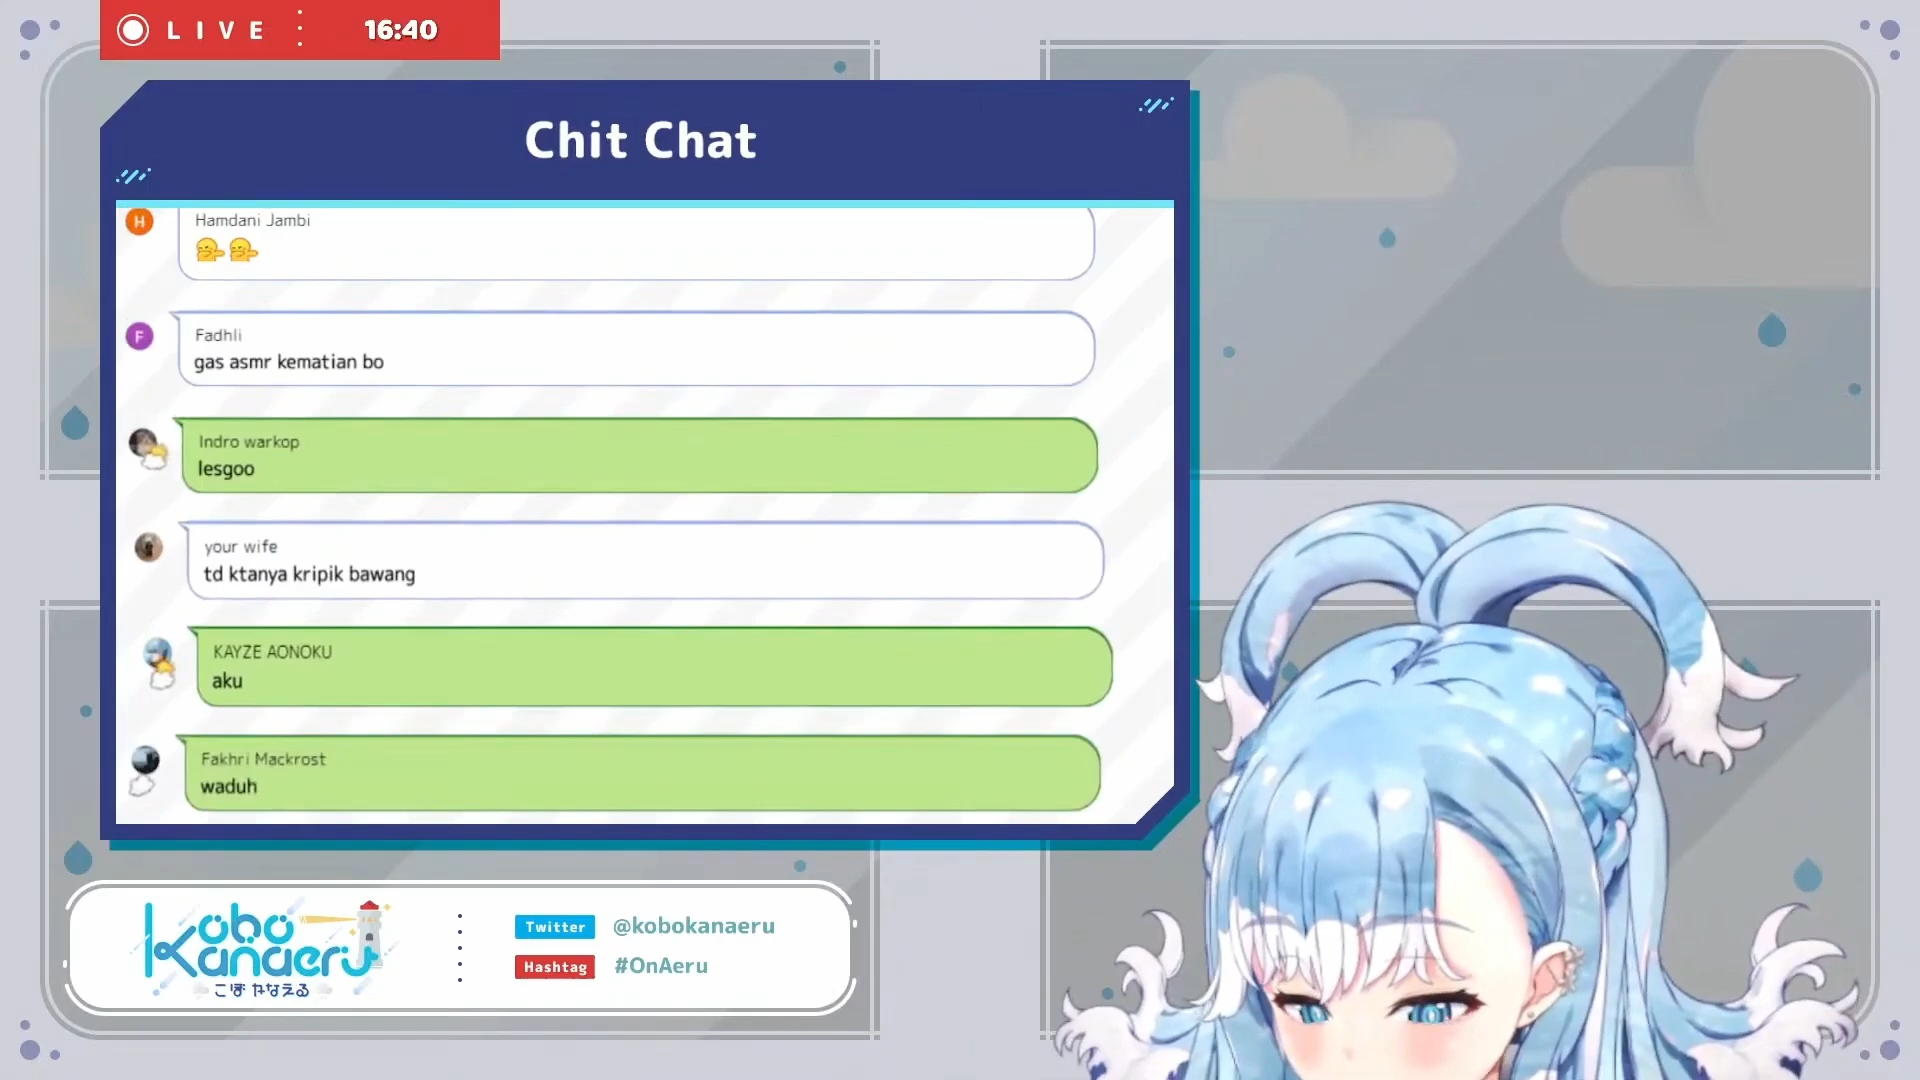 LIVE
16:40
Chit Chat
H
Hamdani Jambi
F
Fadhli
gas asmr kematian bo
Indro warkop
lesgoo
your wife
td ktanya kripik bawang
KAYZE AONOKU
aku
Fakhri Mackrost
waduh
kobo
kanaeru
こぼ かなえる
Twitter @kobokanaeru
Hashtag #OnAeru